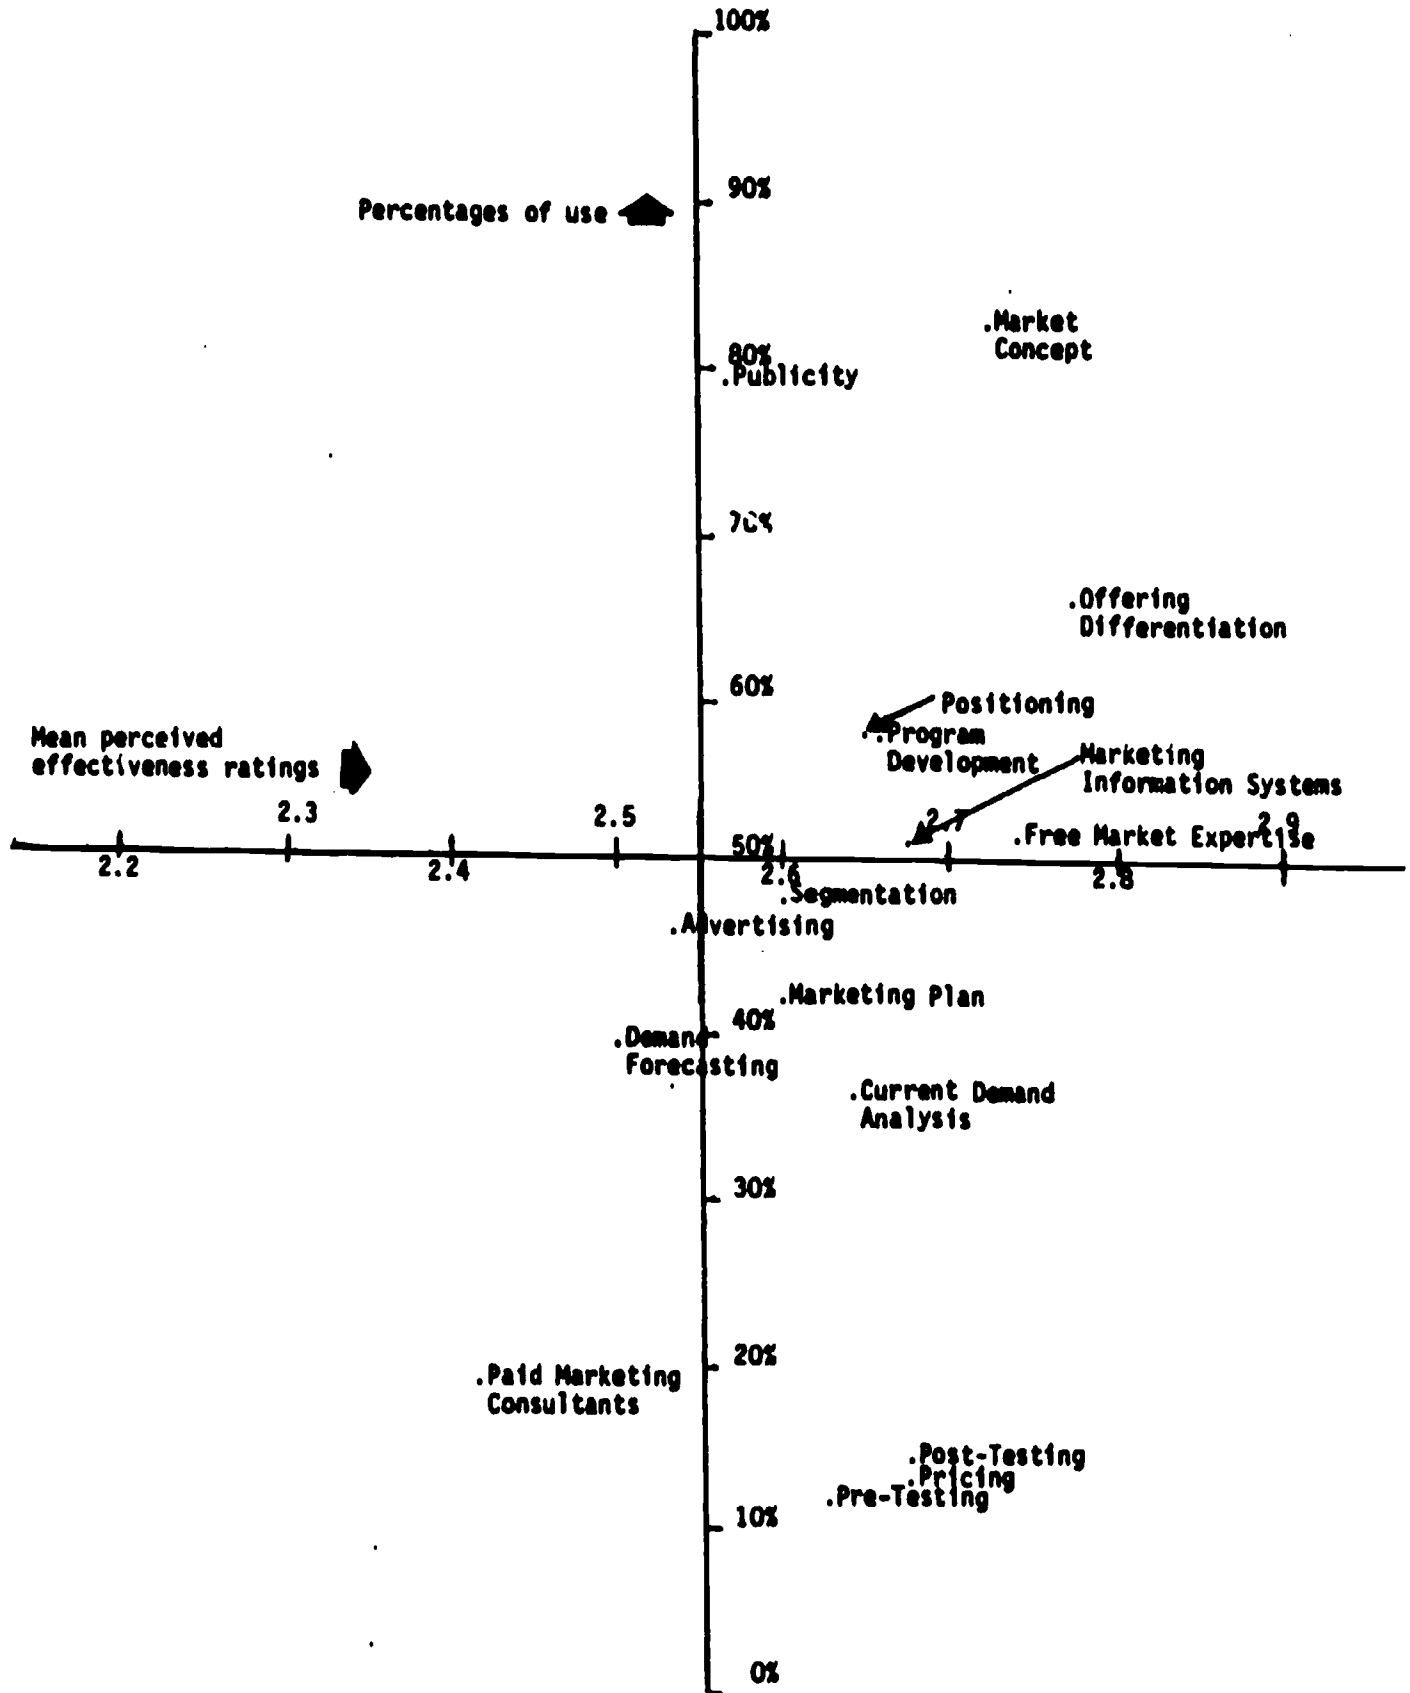 100%
90%
Percentages of use
.Market
Concept
80%
.Publicity
70%
.Offering
Differentiation
60%
Positioning
.Program
Development
Mean perceived
effectiveness ratings
Marketing
Information Systems
2.3
2.5
2.7
2.9
.Free Market Expertise
50%
2.2
2.4
2.6
2.8
.Segmentation
.Advertising
.Marketing Plan
40%
.Demand
Forecasting
.Current Demand
Analysis
30%
20%
.Paid Marketing
Consultants
.Post-Testing
.Pricing
.Pre-Testing
10%
0%